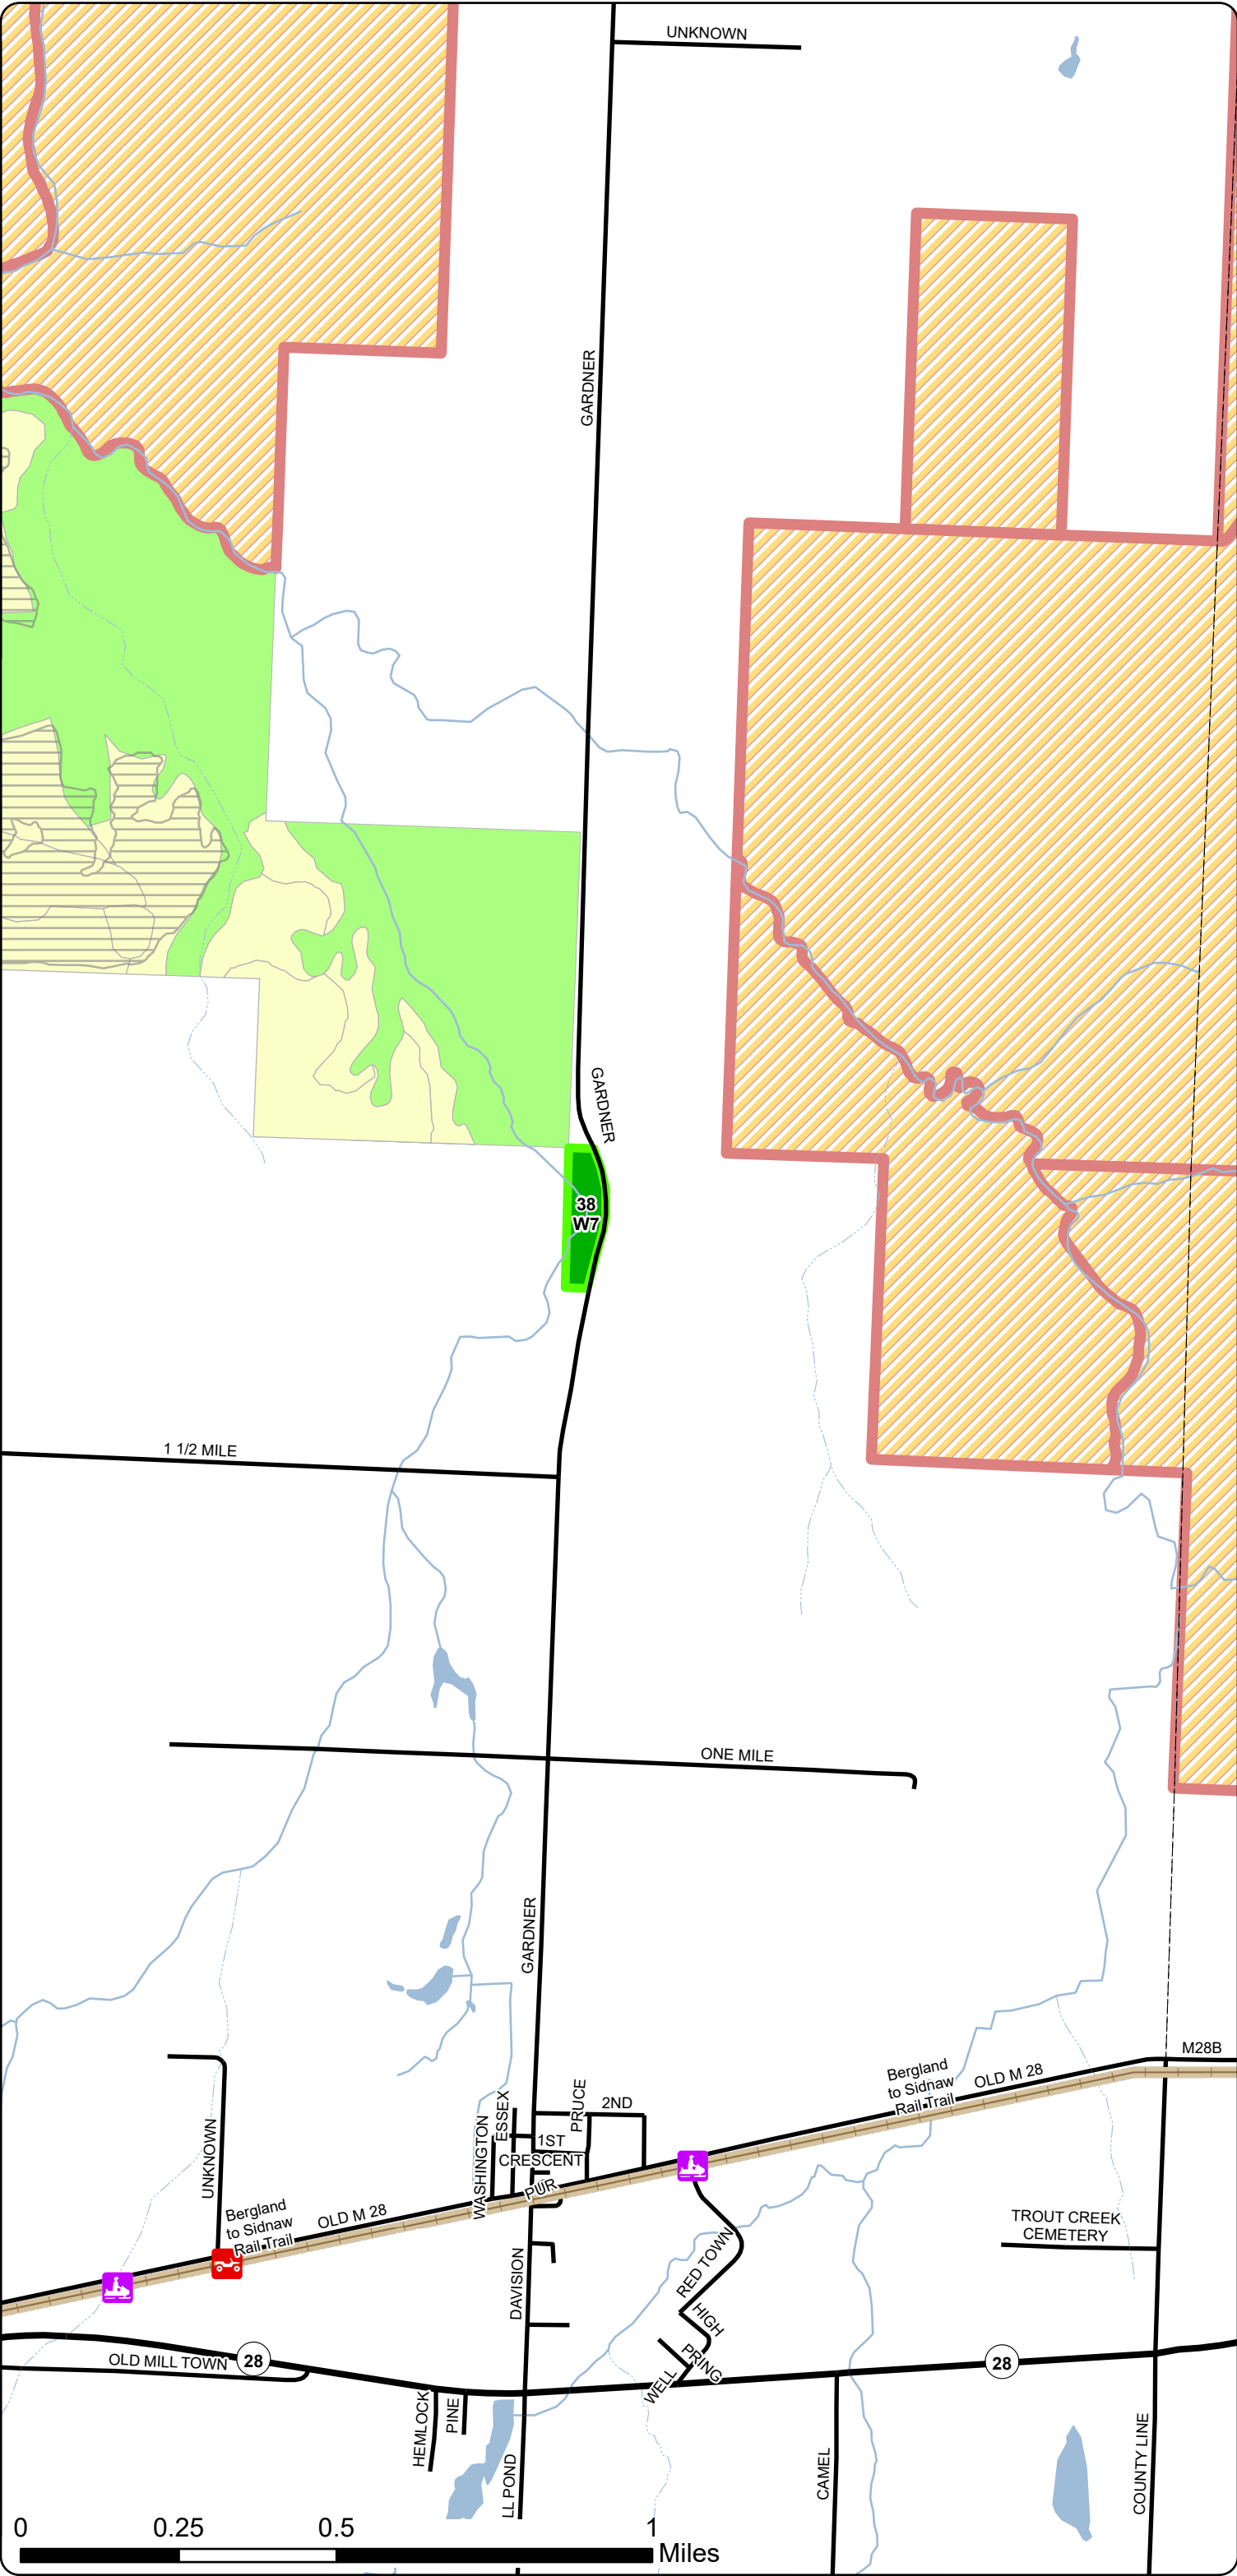 UNKNOWN
GARDNER
GARDNER
38
W7
1 1/2 MILE
ONE MILE
GARDNER
M28B
Bergland
to Sidnaw
Rail Trail
OLD M 28
2ND
PRUCE
ESSEX
WASHINGTON
1ST
CRESCENT
PUR
UNKNOWN
Bergland
to Sidnaw
Rail Trail
OLD M 28
TROUT CREEK
CEMETERY
RED TOWN
DAVISION
HIGH
PRING
WELL
OLD MILL TOWN
28
28
HEMLOCK
PINE
LL POND
CAMEL
COUNTY LINE
0 0.25 0.5 1
Miles